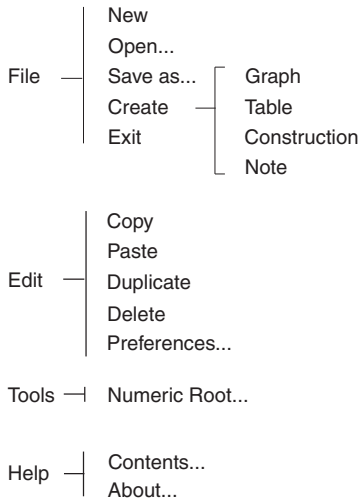 New
Open...
File
Save as...
Graph
Create
Table
Exit
Construction
Note
Copy
Paste
Edit
Duplicate
Delete
Preferences...
Tools
Numeric Root...
Help
Contents...
About...